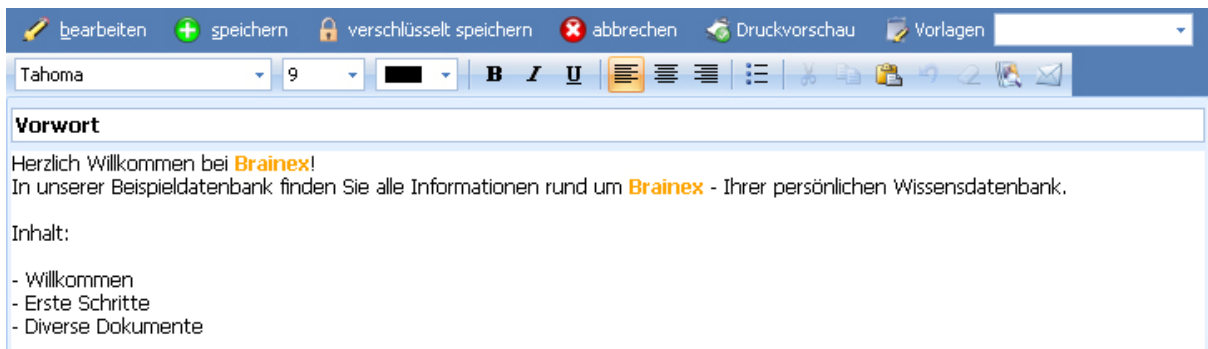 bearbeiten speichern verschlüsselt speichern abbrechen Druckvorschau Vorlagen
Tahoma 9 B I U
Vorwort
Herzlich Willkommen bei Brainex!
In unserer Beispieldatenbank finden Sie alle Informationen rund um Brainex - Ihrer persönlichen Wissensdatenbank.
Inhalt:
- Willkommen
- Erste Schritte
- Diverse Dokumente